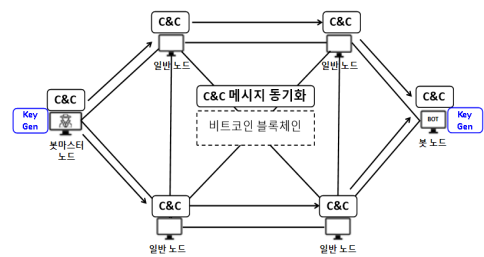 C&C
C&C
일반 노드
일반 노드
C&C 메시지 동기화
비트코인 블록체인
C&C
Key
Gen
봇마스터
노드
C&C
BOT
Key
Gen
봇 노드
C&C
C&C
일반 노드
일반 노드